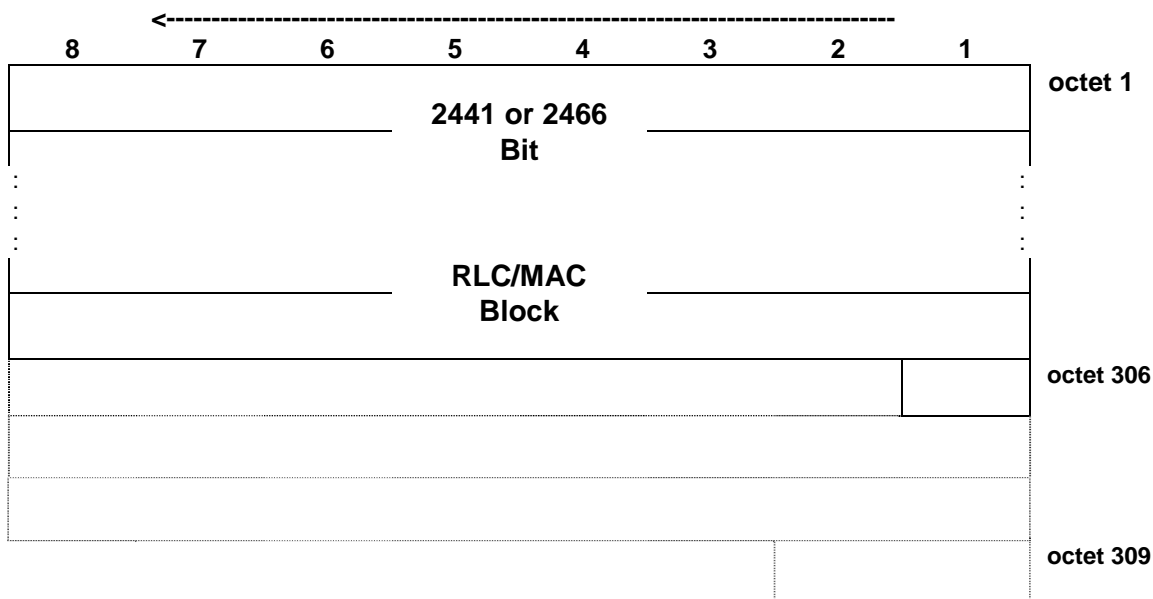 <--------------------------------------------------------------------------------
8 7 6 5 4 3 2 1
octet 1
2441 or 2466
Bit
: :
: :
: :
RLC/MAC
Block
octet 306
octet 309